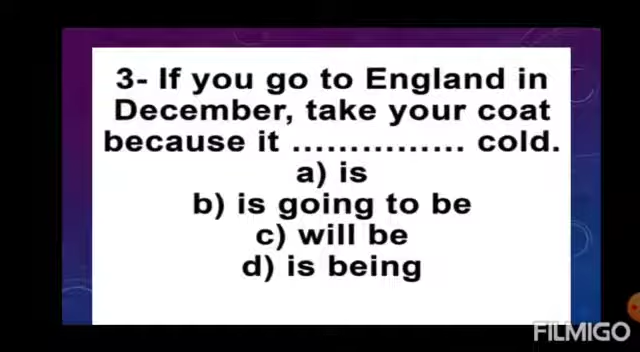 3- If you go to England in
December, take your coat
because it ............... cold.
a) is
b) is going to be
c) will be
d) is being
FILMIGO